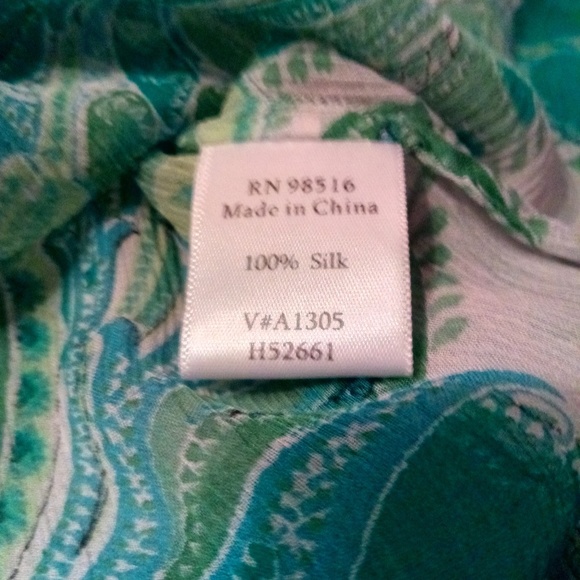 RN 98516
Made in China
100% Silk
V#A1305
H52661